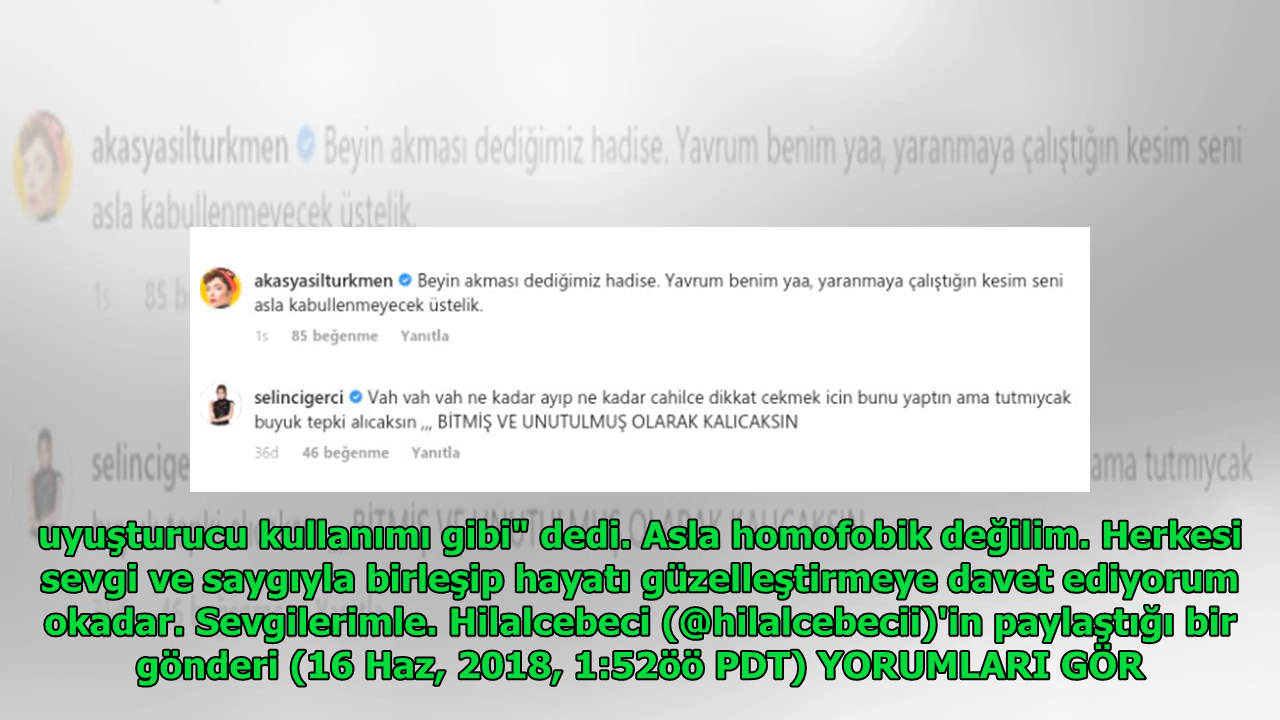 akasyasilturkmen Beyin akması dediğimiz hadise. Yavrum benim yaa, yaranmaya çalıştığın kesim seni
asla kabullenmeyecek üstelik.
1s 85 b
akasyasilturkmen Beyin akması dediğimiz hadise. Yavrum benim yaa, yaranmaya çalıştığın kesim seni
asla kabullenmeyecek üstelik.
1s 85 beğenme Yanıtla
selincigerci Vah vah vah ne kadar ayıp ne kadar cahilce dikkat cekmek icin bunu yaptın ama tutmıycak
buyuk tepki alıcaksın ,,, BİTMİŞ VE UNUTULMUŞ OLARAK KALICAKSIN
36d 46 beğenme Yanıtla
selincige ama tutmıycak
uyuşturucu kullanımı gibi" dedi. Asla homofobik değilim. Herkesi
sevgi ve saygıyla birleşip hayatı güzelleştirmeye davet ediyorum
okadar. Sevgilerimle. Hilalcebeci (@hilalcebecii)'in paylaştığı bir
gönderi (16 Haz, 2018, 1:52öö PDT) YORUMLARI GÖR